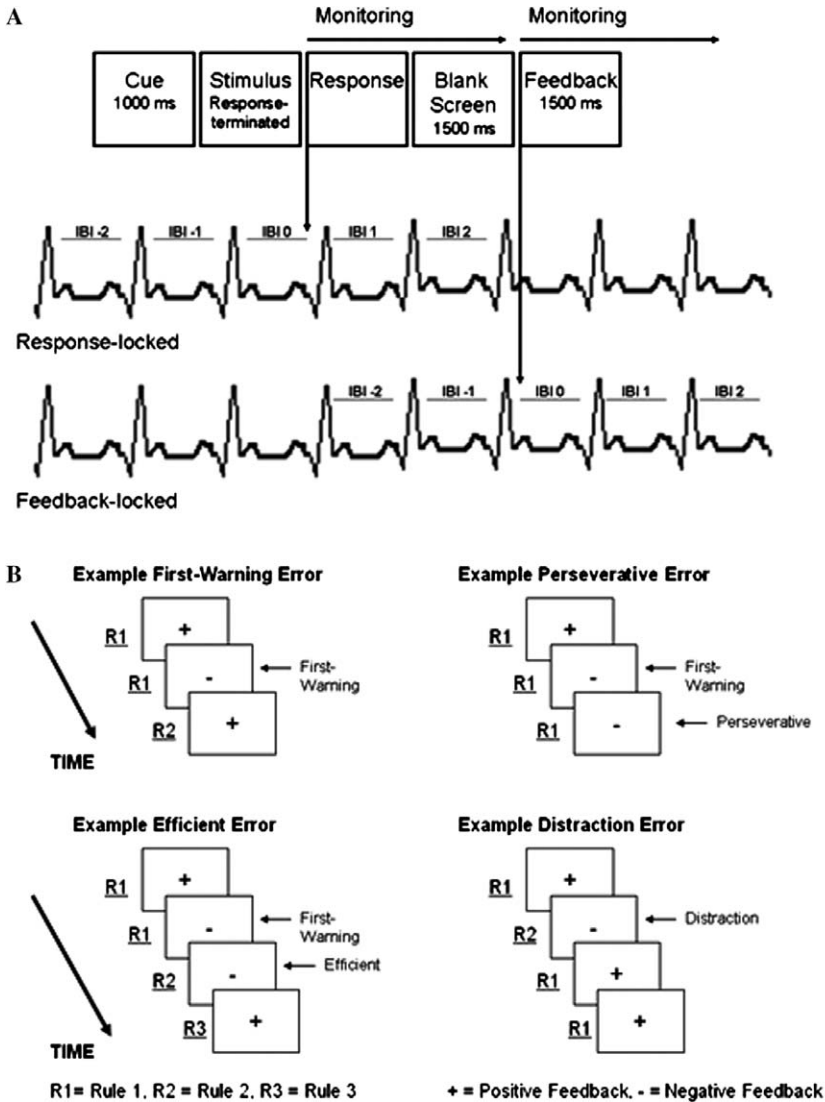 A
Monitoring
Monitoring
Cue
1000 ms
Stimulus
Response-
terminated
Response
Blank
Screen
1500 ms
Feedback
1500 ms
IBI -2
IBI -1
IBI 0
IBI 1
IBI 2
Response-locked
IBI -2
IBI -1
IBI 0
IBI 1
IBI 2
Feedback-locked
B
Example First-Warning Error
R1
+
R1
-
First-
Warning
R2
+
TIME
Example Perseverative Error
R1
+
R1
-
First-
Warning
R1
-
Perseverative
Example Efficient Error
R1
+
R1
-
First-
Warning
R2
-
Efficient
R3
+
TIME
Example Distraction Error
R1
+
R2
-
Distraction
R1
+
R1
+
R1= Rule 1, R2 = Rule 2, R3 = Rule 3
+ = Positive Feedback, - = Negative Feedback